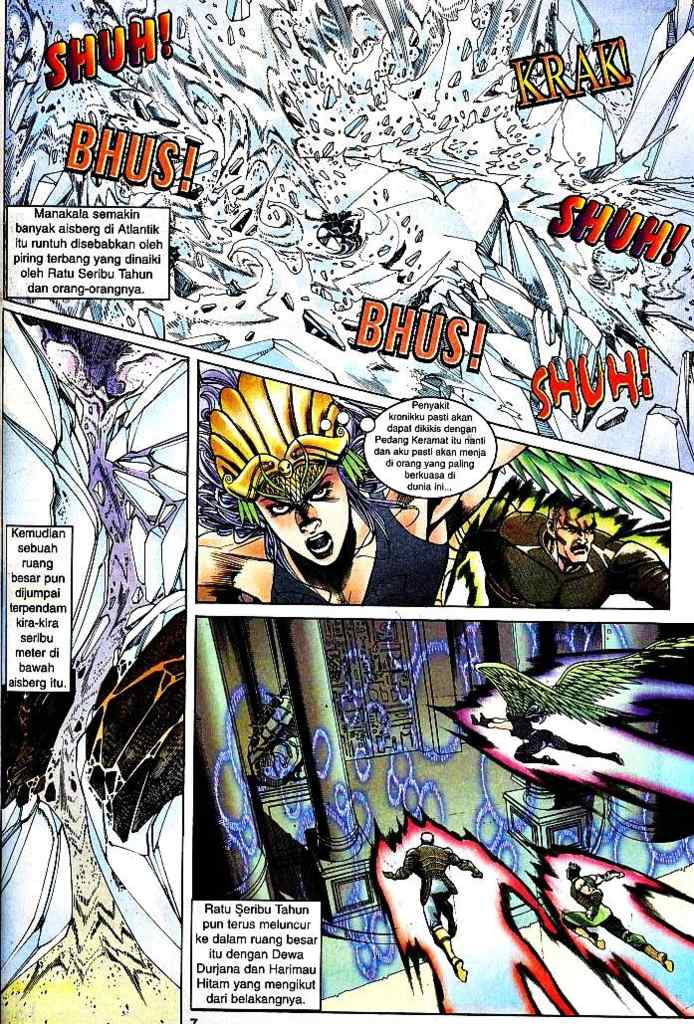 SHUH!
KRAK!
BHUS!
SHUH!
Manakala semakin
banyak aisberg di Atlantik
itu runtuh disebabkan oleh
piring terbang yang dinaiki
oleh Ratu Seribu Tahun
dan orang-orangnya.
BHUS!
SHUH!
Kemudian
sebuah
ruang
besar pun
dijumpai
terpendam
kira-kira
seribu
meter di
bawah
aisberg itu.
Penyakit
kronikku pasti akan
dapat dikikis dengan
Pedang Keramat itu nanti
dan aku pasti akan menja
di orang yang paling
berkuasa di
dunia ini...
Ratu Seribu Tahun
pun terus meluncur
ke dalam ruang besar
itu dengan Dewa
Durjana dan Harimau
Hitam yang mengikut
dari belakangnya.
7